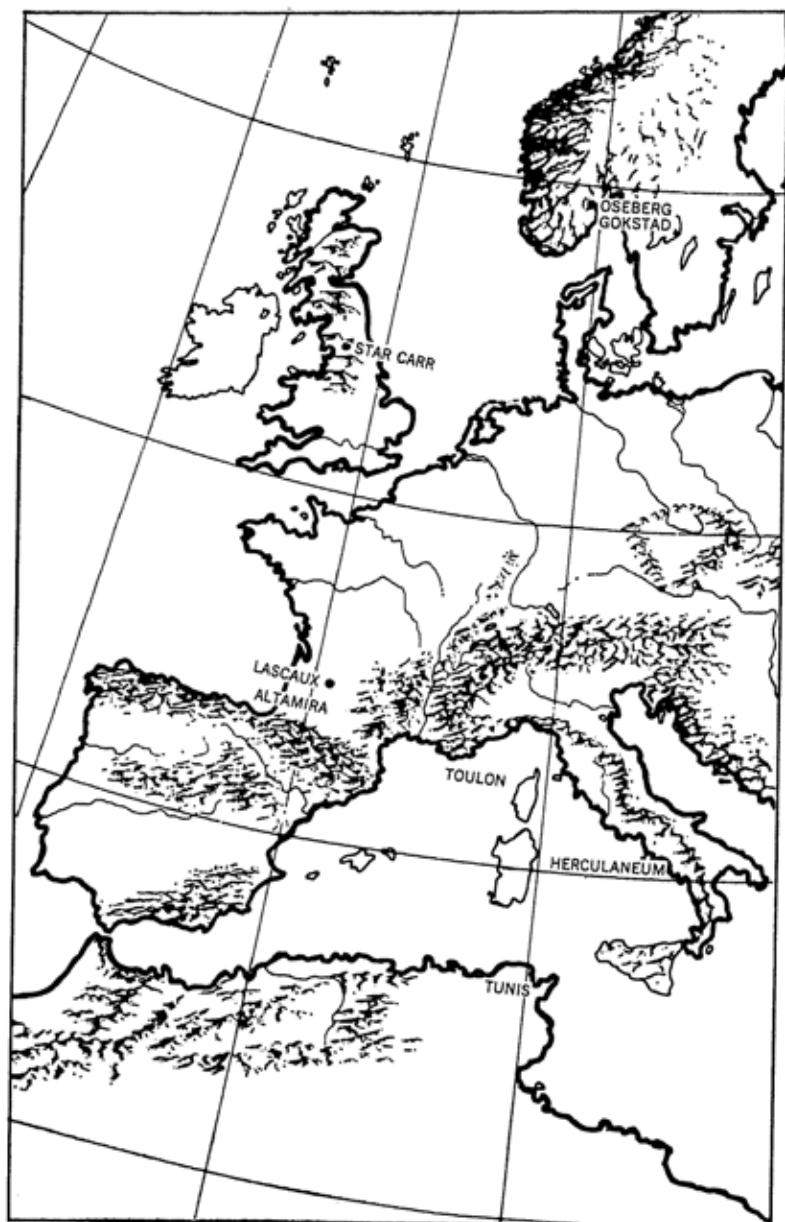 OSEBERG
GOKSTAD
STAR CARR
LASCAUX
ALTAMIRA
TOULON
HERCULANEUM
TUNIS